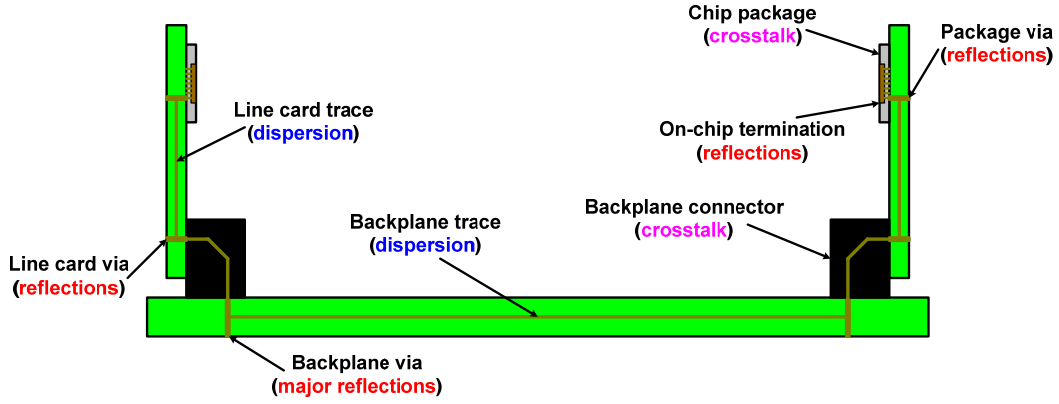 Chip package
(crosstalk)
Package via
(reflections)
Line card trace
(dispersion)
On-chip termination
(reflections)
Backplane trace
(dispersion)
Backplane connector
(crosstalk)
Line card via
(reflections)
Backplane via
(major reflections)